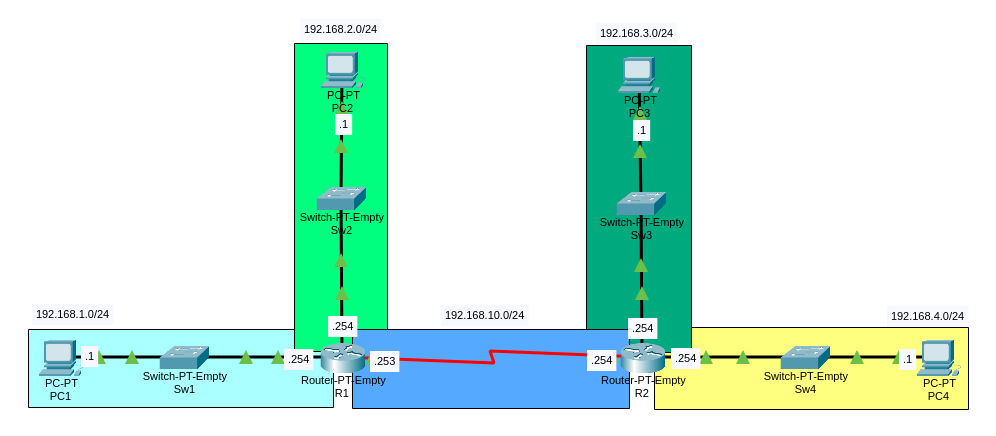 192.168.2.0/24
192.168.3.0/24
PC-PT
PC2
.1
PC-PT
PC3
.1
Switch-PT-Empty
Sw2
Switch-PT-Empty
Sw3
192.168.1.0/24
192.168.10.0/24
192.168.4.0/24
.254
.254
.1
.254
.253
.254
.254
.1
PC-PT
PC1
Switch-PT-Empty
Sw1
Router-PT-Empty
R1
Router-PT-Empty
R2
Switch-PT-Empty
Sw4
PC-PT
PC4